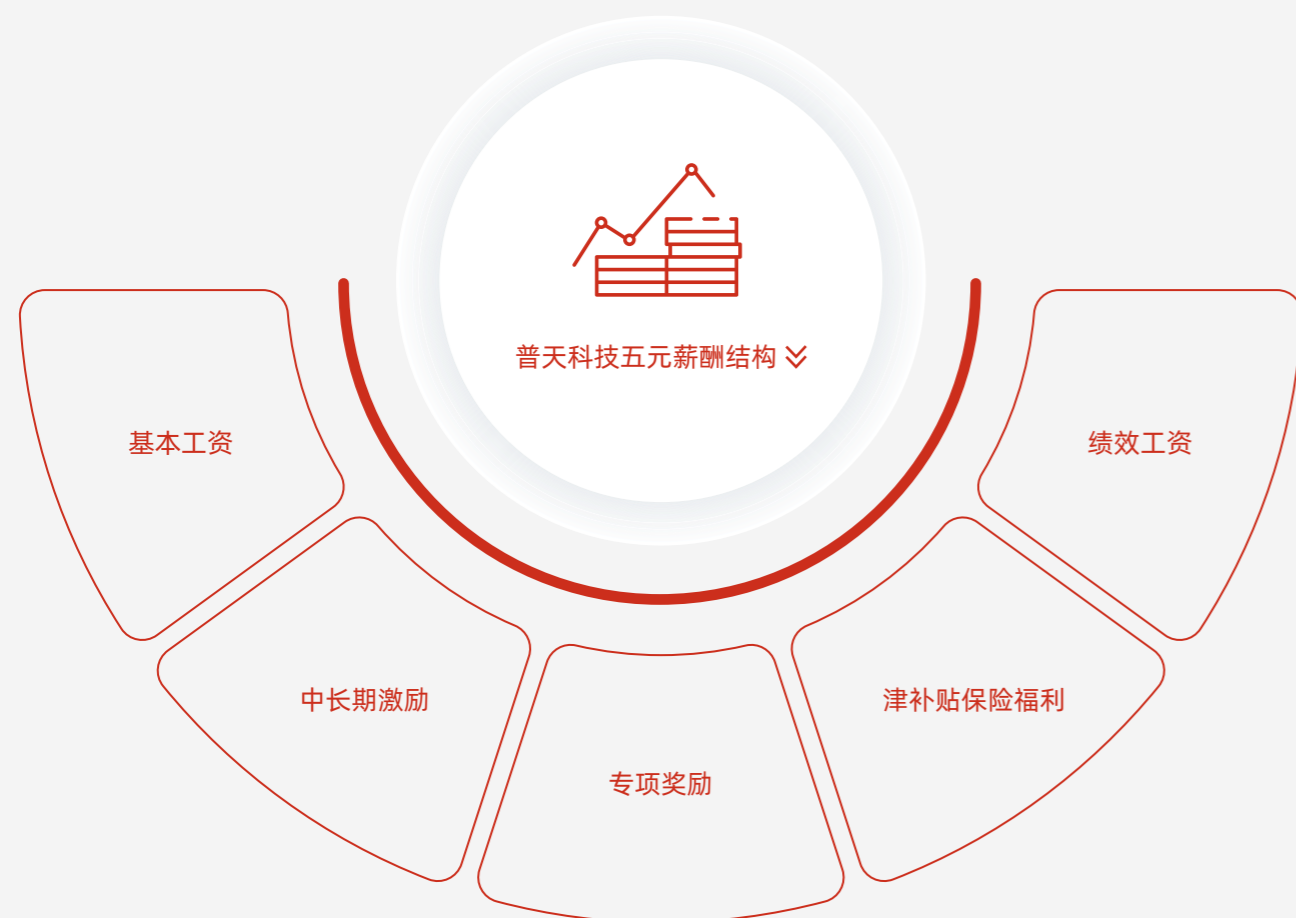 普天科技五元薪酬结构
基本工资
绩效工资
中长期激励
津补贴保险福利
专项奖励